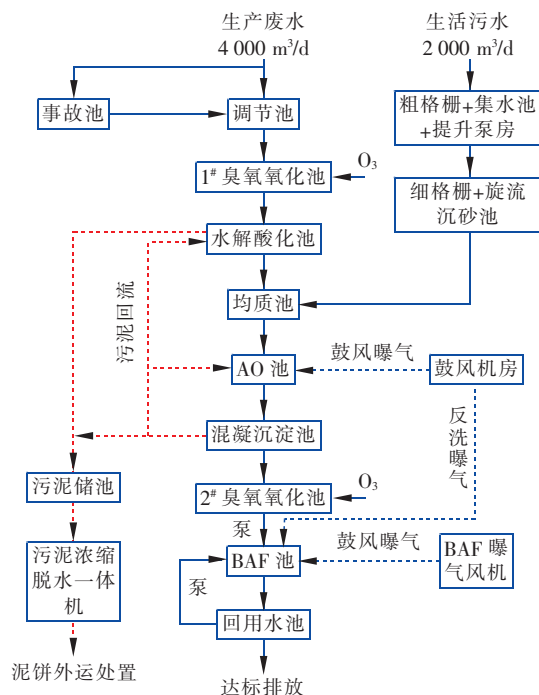 生产废水
4 000 m³/d
生活污水
2 000 m³/d
事故池
调节池
粗格栅+集水池
+提升泵房
1# 臭氧氧化池
O₃
细格栅+旋流
沉砂池
水解酸化池
污泥回流
均质池
AO 池
鼓风曝气
鼓风机房
反洗曝气
混凝沉淀池
污泥储池
2# 臭氧氧化池
O₃
泵
污泥浓缩
脱水一体
机
BAF 池
鼓风曝气
BAF 曝
气风机
泵
回用水池
泥饼外运处置
达标排放